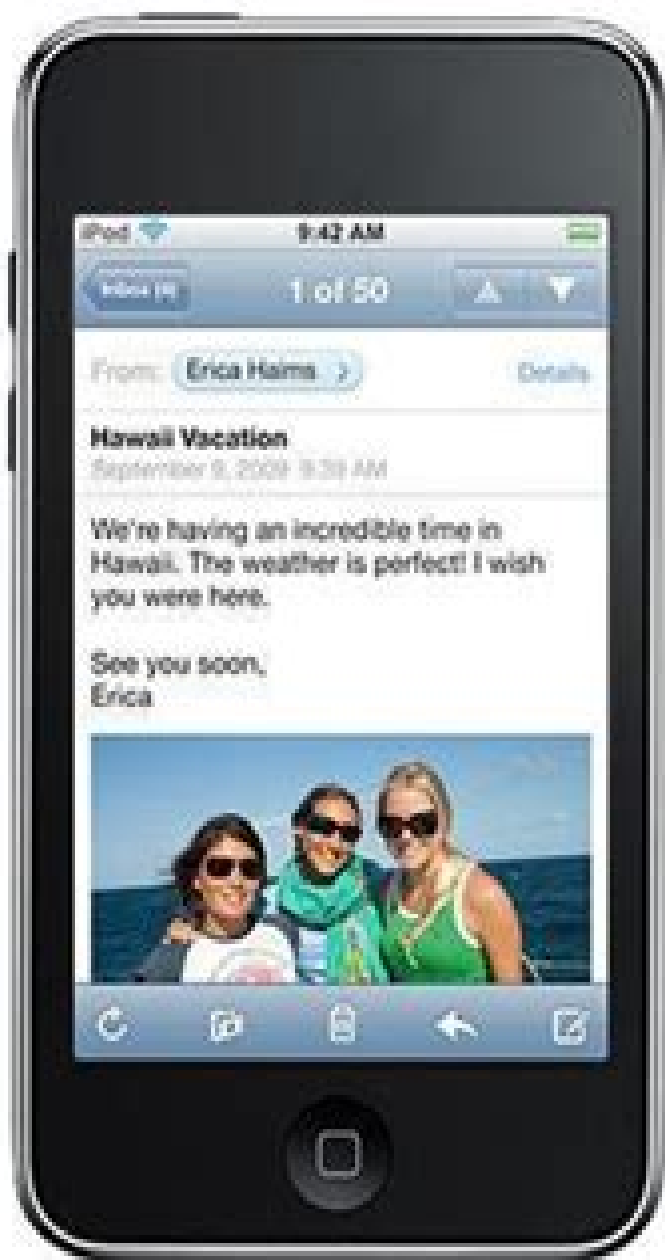 iPod 9:42 AM
Inbox (4) 1 of 50
From: Erica Haims Details
Hawaii Vacation
September 9, 2009 9:39 AM
We're having an incredible time in
Hawaii. The weather is perfect! I wish
you were here.
See you soon,
Erica